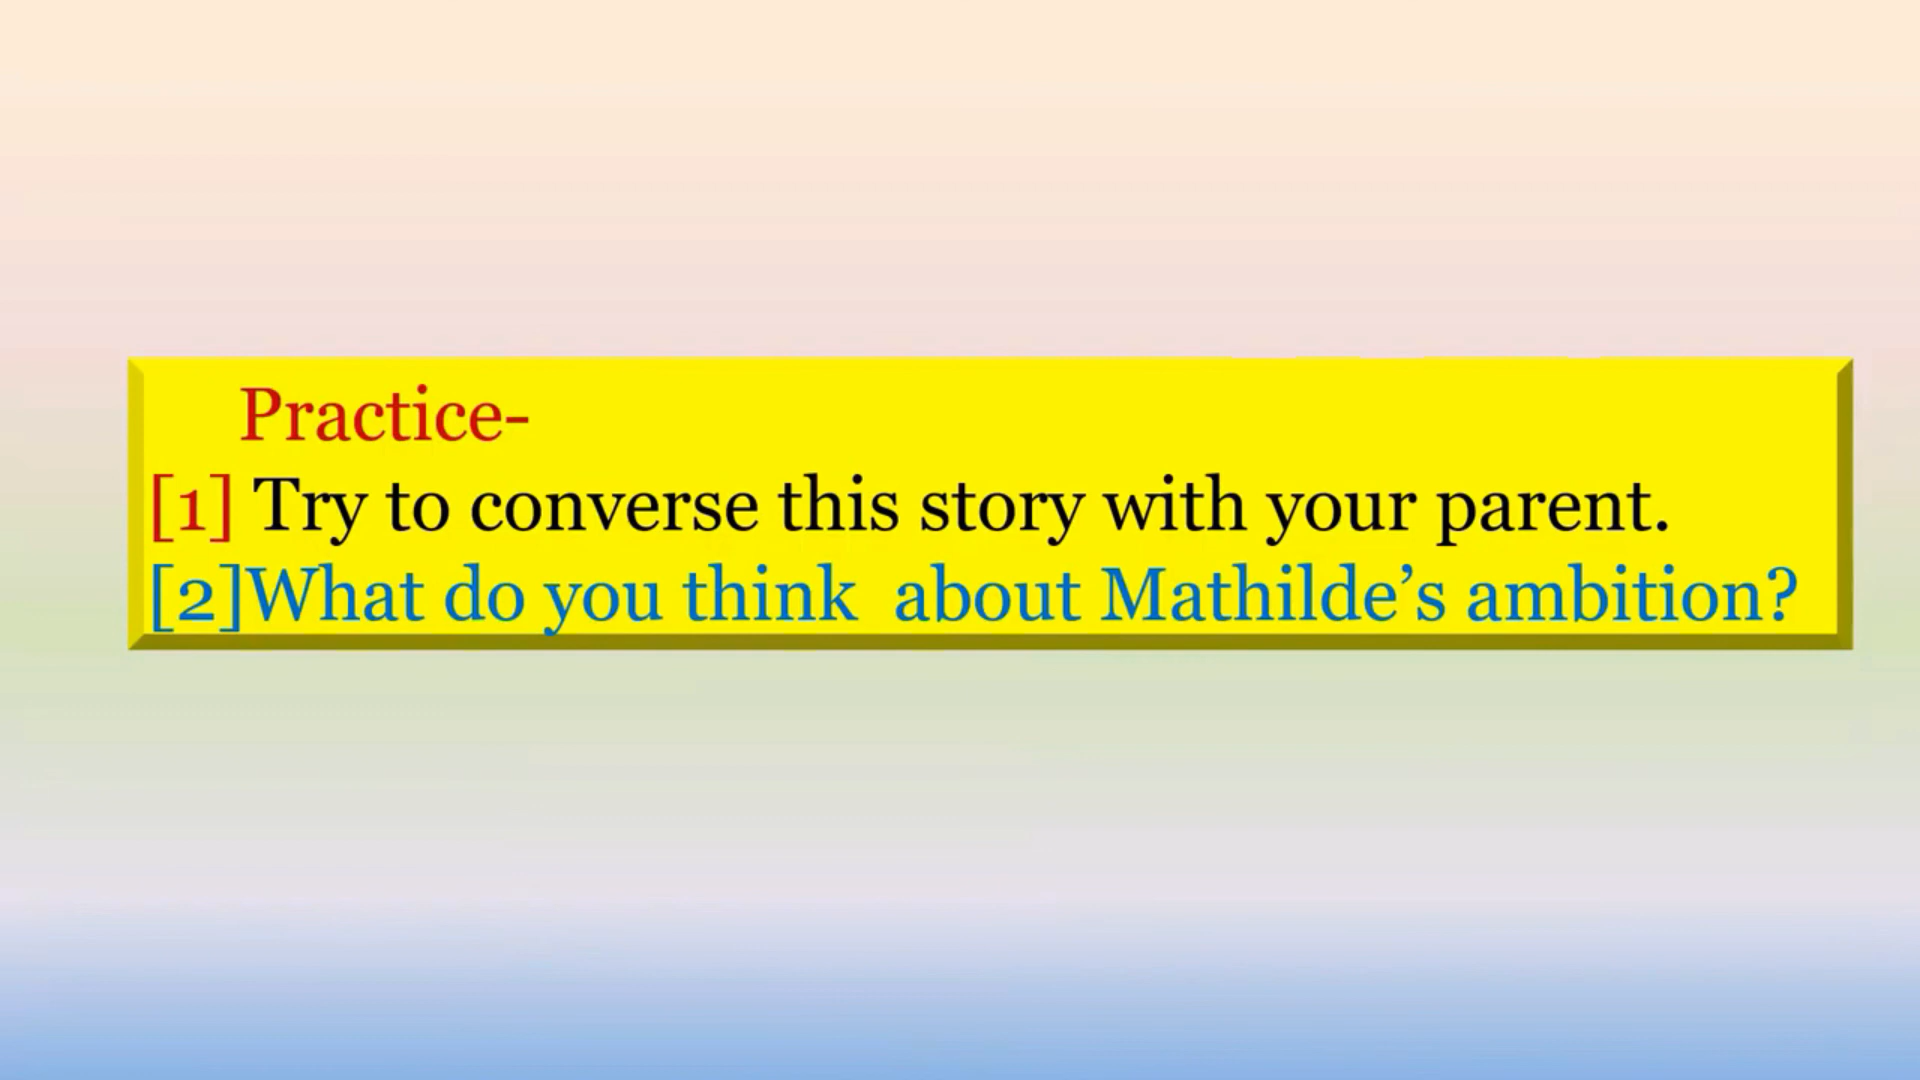 Practice-
[1] Try to converse this story with your parent.
[2]What do you think  about Mathilde’s ambition?